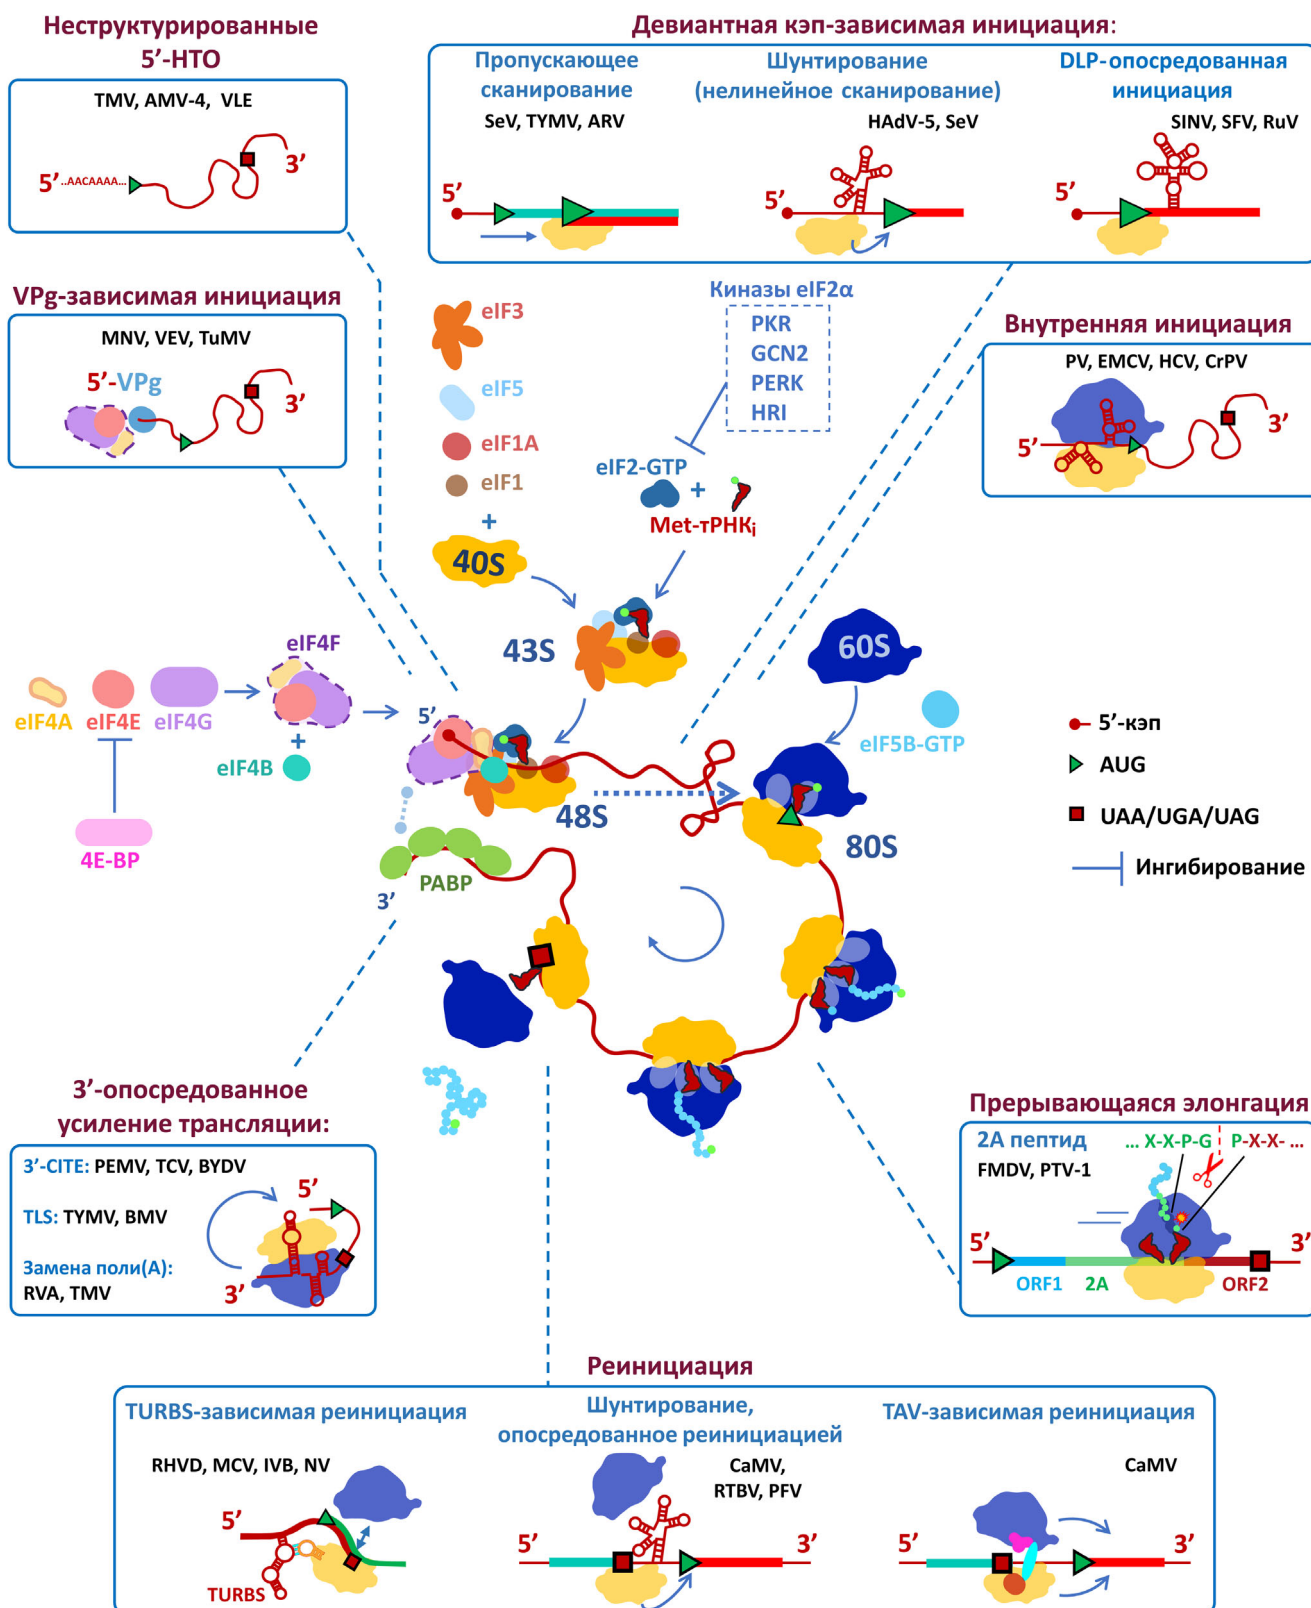 Неструктурированные
5’-НТО
TMV, AMV-4, VLE
5’ ..AACAAAA...
3’
Девиантная кэп-зависимая инициация:
Пропускающее
сканирование
SeV, TYMV, ARV
5’
Шунтирование
(нелинейное сканирование)
HAdV-5, SeV
5’
DLP-опосредованная
инициация
SINV, SFV, RuV
5’
VPg-зависимая инициация
MNV, VEV, TuMV
5’-VPg
3’
eIF3
eIF5
eIF1A
eIF1
+
40S
Киназы eIF2α
PKR
GCN2
PERK
HRI
eIF2-GTP
+
Met-тРНКi
Внутренняя инициация
PV, EMCV, HCV, CrPV
5’
3’
43S
60S
eIF5B-GTP
eIF4F
eIF4A eIF4E eIF4G
+
eIF4B
4E-BP
5’
48S
80S
PABP
3’
5’-кэп
AUG
UAA/UGA/UAG
Ингибирование
3’-опосредованное
усиление трансляции:
3’-CITE: PEMV, TCV, BYDV
TLS: TYMV, BMV
Замена поли(А):
RVA, TMV
5’
3’
Прерывающаяся элонгация
2A пептид
... X-X-P-G P-X-X- ...
FMDV, PTV-1
5’
3’
ORF1 2A ORF2
Реинициация
TURBS-зависимая реинициация
RHVD, MCV, IVB, NV
5’
TURBS
Шунтирование,
опосредованное реинициацией
CaMV,
RTBV, PFV
5’
3’
TAV-зависимая реинициация
CaMV
5’
3’